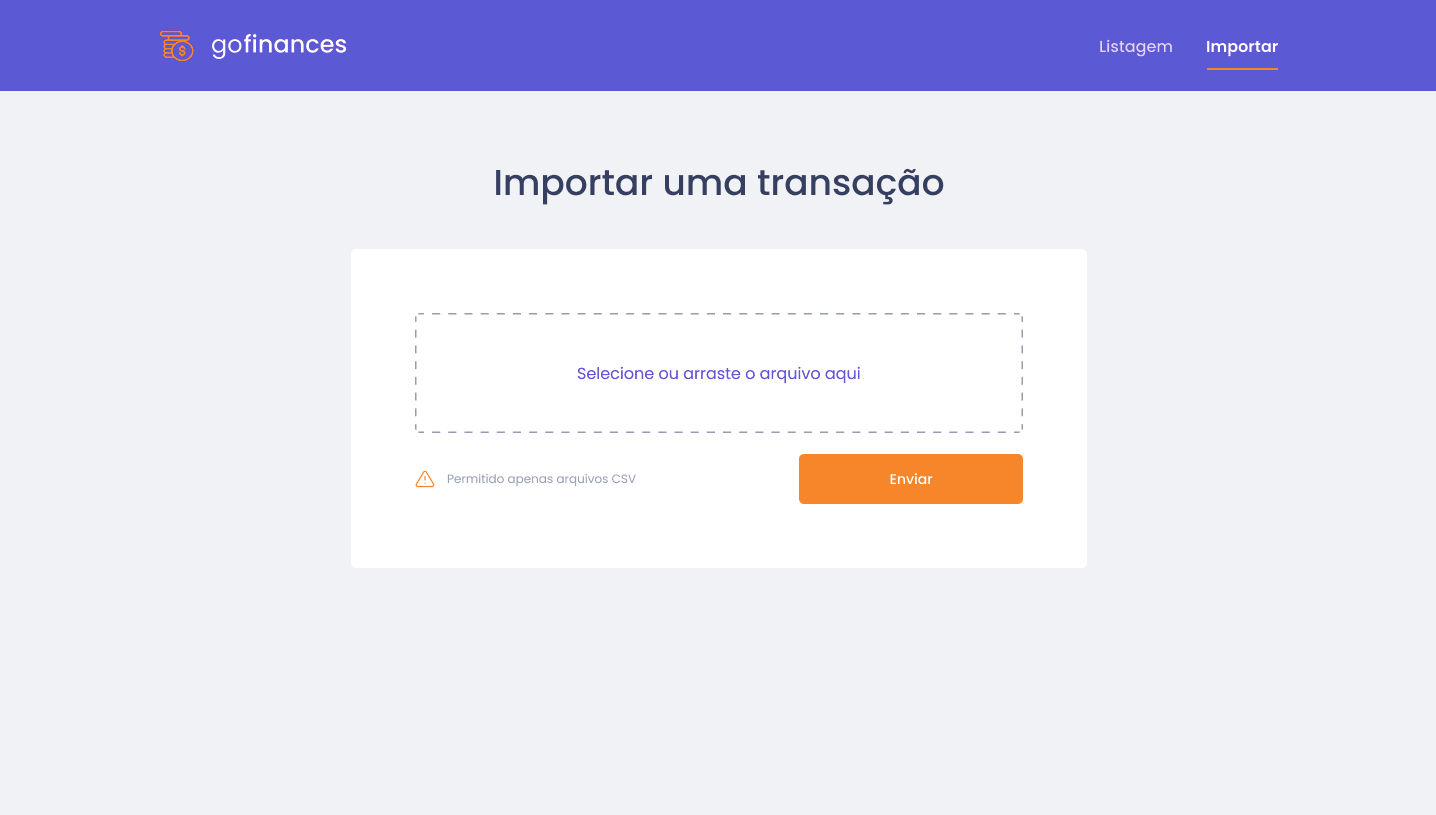 gofinances
Listagem
Importar
Importar uma transação
Selecione ou arraste o arquivo aqui
Permitido apenas arquivos CSV
Enviar